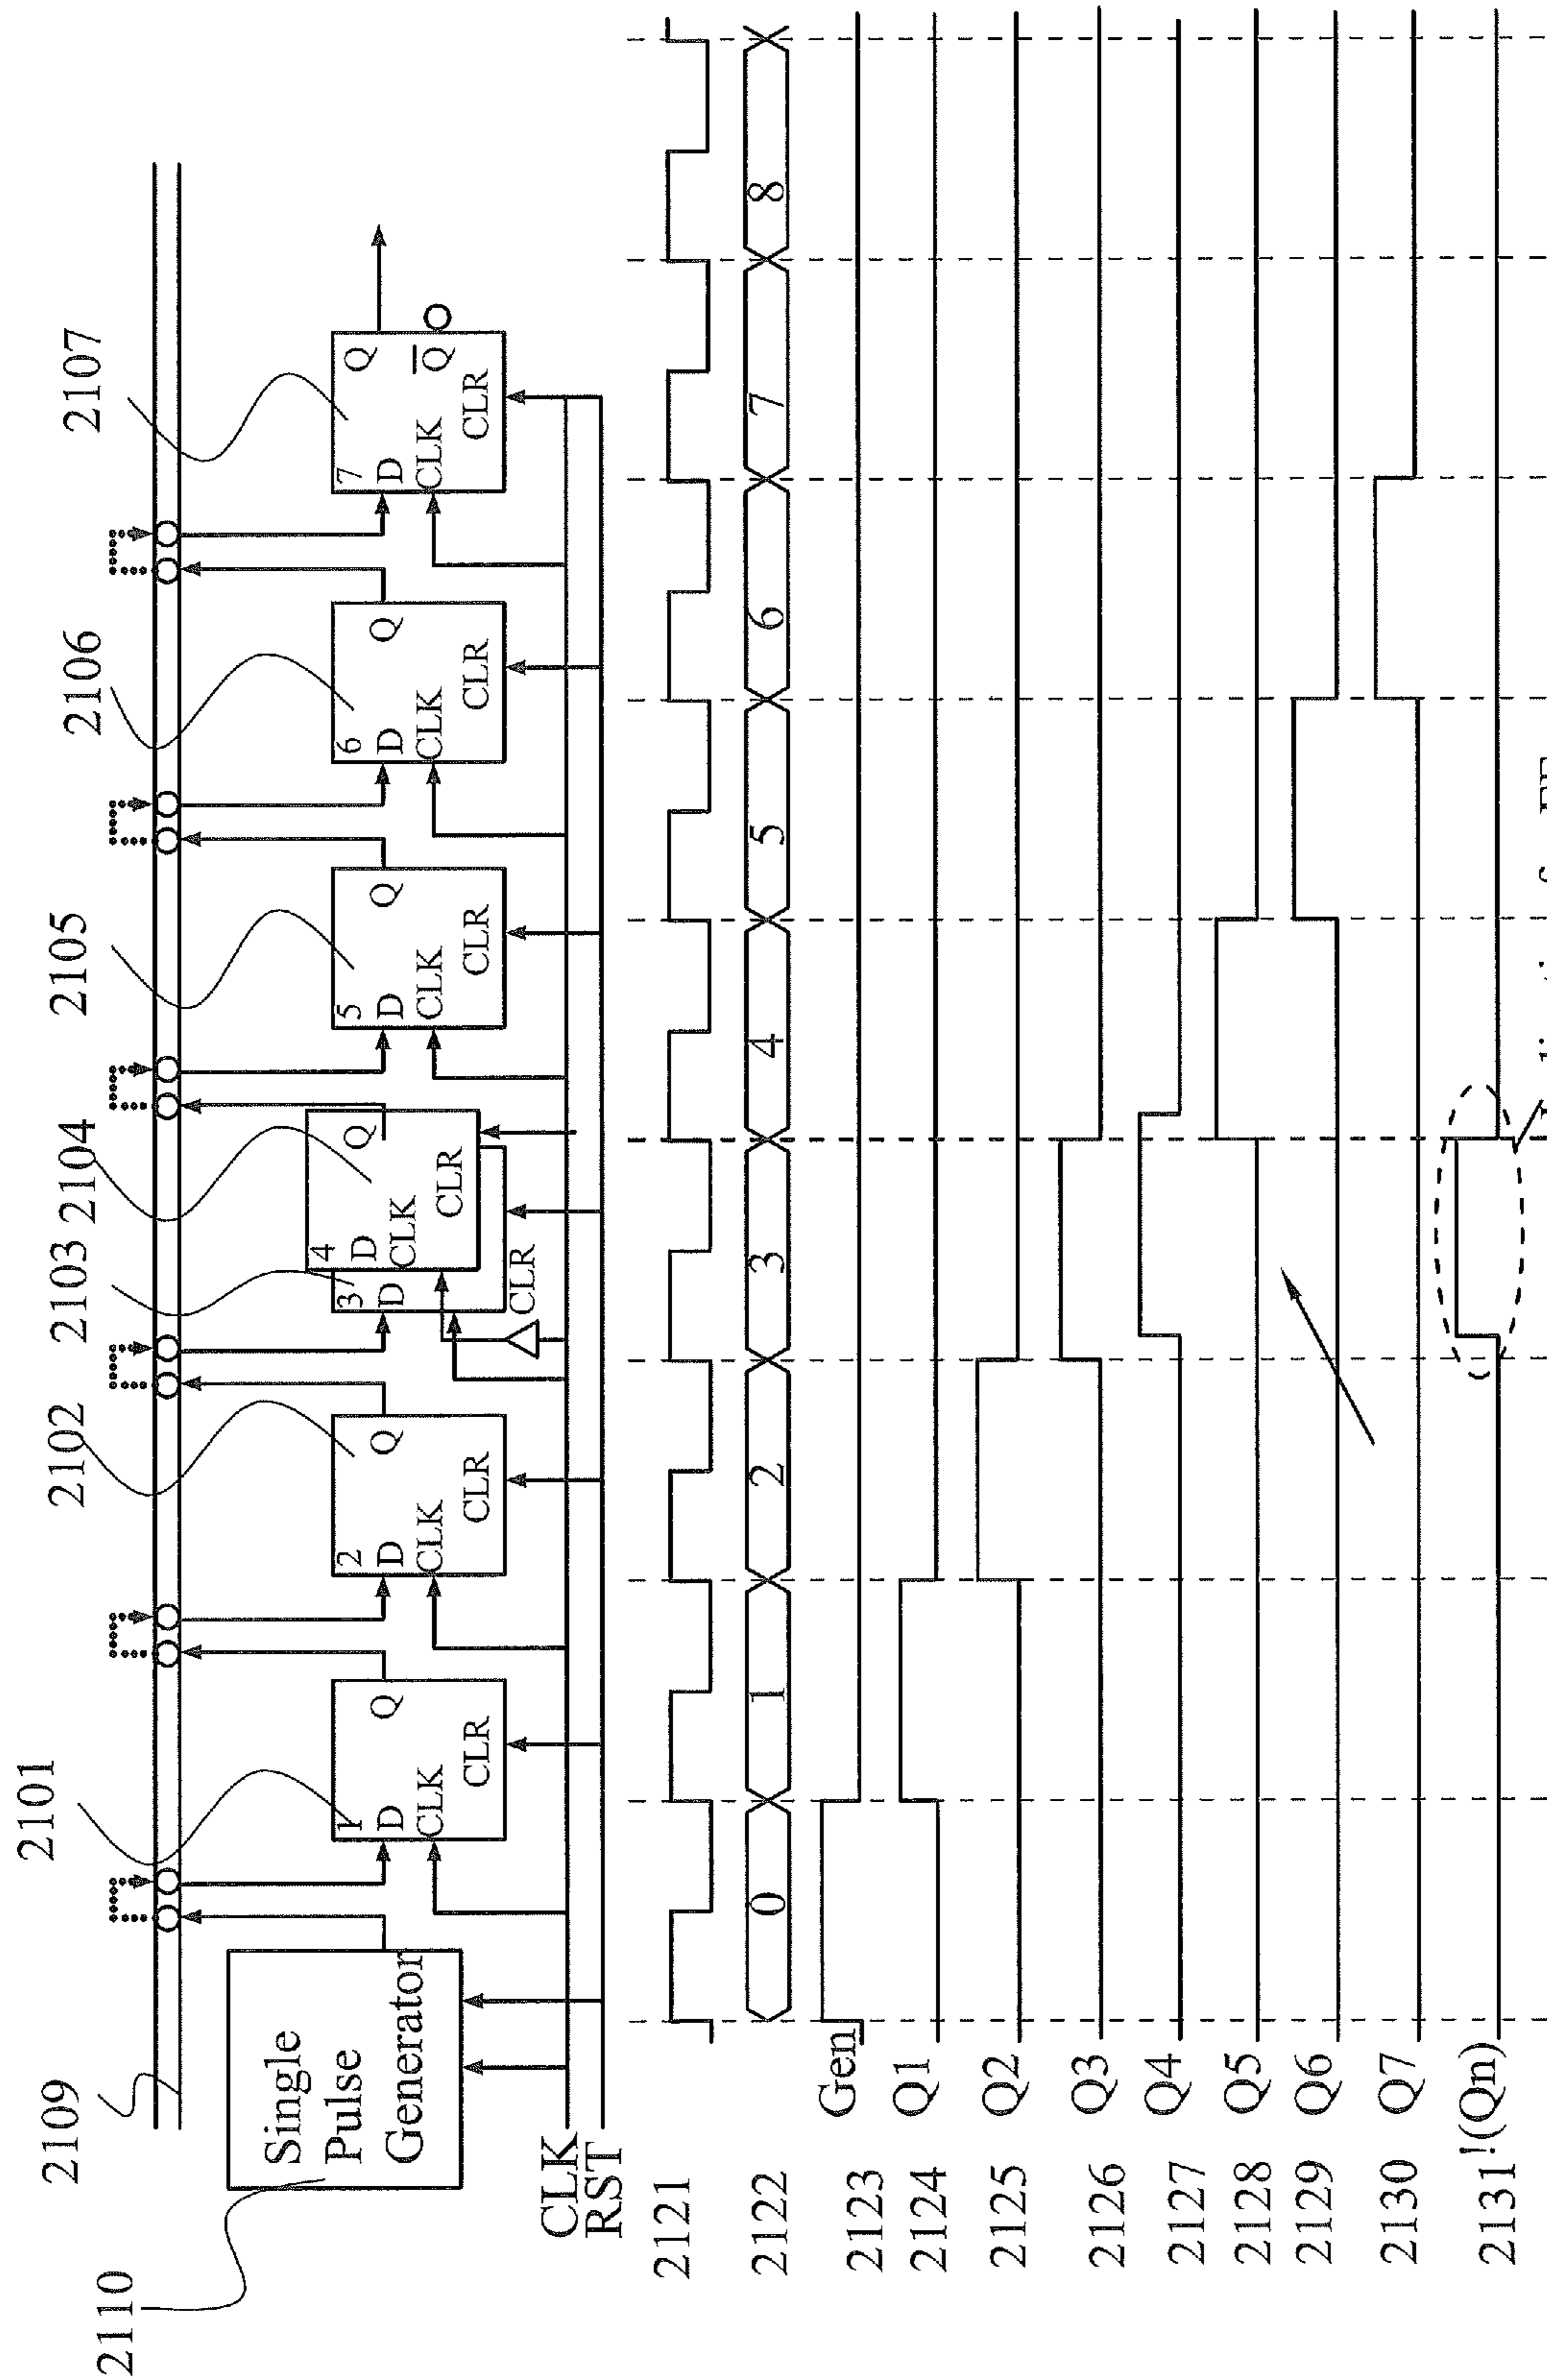 2109
2101
2102
2103
2104
2105
2106
2107
2110
Single
Pulse
Generator
1
D
Q
CLK
CLR
2
D
Q
CLK
CLR
3
D
CLR
4
D
Q
CLK
CLR
5
D
Q
CLK
CLR
6
D
Q
CLK
CLR
7
D
Q
CLK
Q̅
CLR
CLK
RST
2121
2122
0 1 2 3 4 5 6 7 8
2123 Gen
2124 Q1
2125 Q2
2126 Q3
2127 Q4
2128 Q5
2129 Q6
2130 Q7
2131 !(Qn)